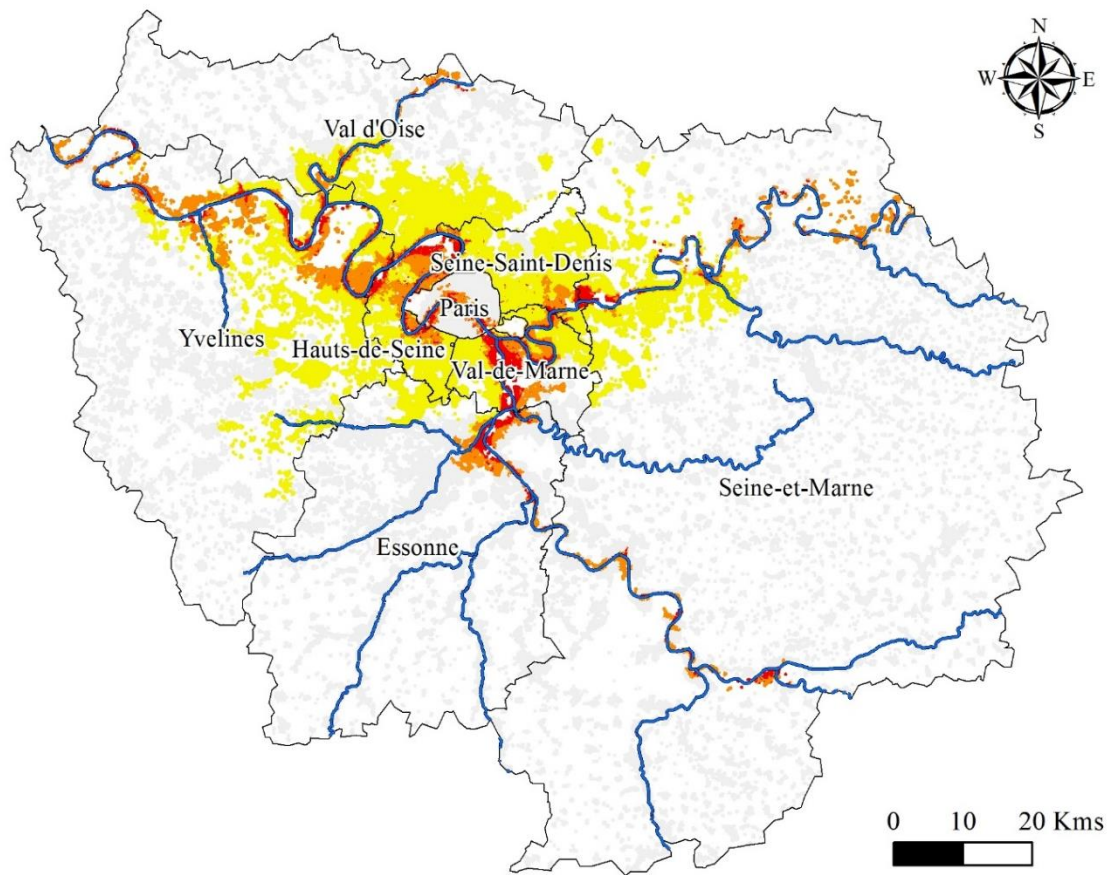 N
W E
S
Val d'Oise
Seine-Saint-Denis
Paris
Yvelines
Hauts-de-Seine
Val-de-Marne
Seine-et-Marne
Essonne
0 10 20 Kms